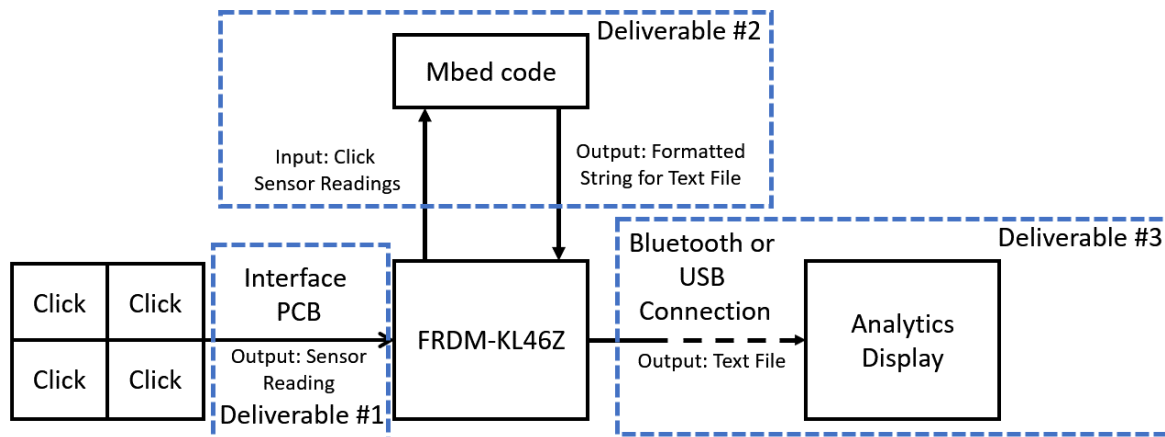 Deliverable #2
Mbed code
Input: Click
Sensor Readings
Output: Formatted
String for Text File
Deliverable #3
Bluetooth or
USB
Connection
Interface
PCB
Click
Click
Click
Click
FRDM-KL46Z
Analytics
Display
Output: Sensor
Reading
Output: Text File
Deliverable #1